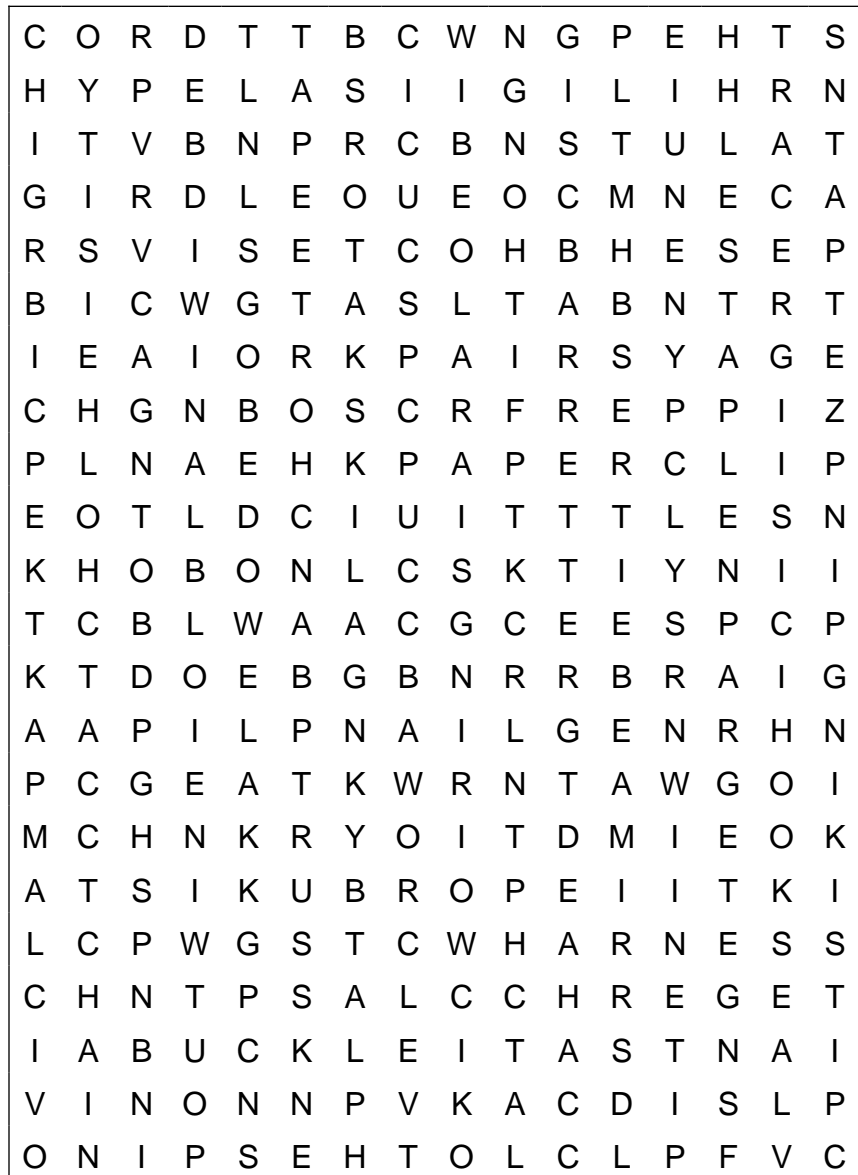 C O R D T T B C W N G P E H T S
H Y P E L A S I I G I L I H R N
I T V B N P R C B N S T U L A T
G I R D L E O U E O C M N E C A
R S V I S E T C O H B H E S E P
B I C W G T A S L T A B N T R T
I E A I O R K P A I R S Y A G E
C H G N B O S C R F R E P P I Z
P L N A E H K P A P E R C L I P
E O T L D C I U I T T T L E S N
K H O B O N L C S K T I Y N I I
T C B L W A A C G C E E S P C P
K T D O E B G B N R R B R A I G
A A P I L P N A I L G E N R H N
P C G E A T K W R N T A W G O I
M C H N K R Y O I T D M I E O K
A T S I K U B R O P E I I T K I
L C P W G S T C W H A R N E S S
C H N T P S A L C C H R E G E T
I A B U C K L E I T A S T N A I
V I N O N N P V K A C D I S L P
O N I P S E H T O L C L P F V C